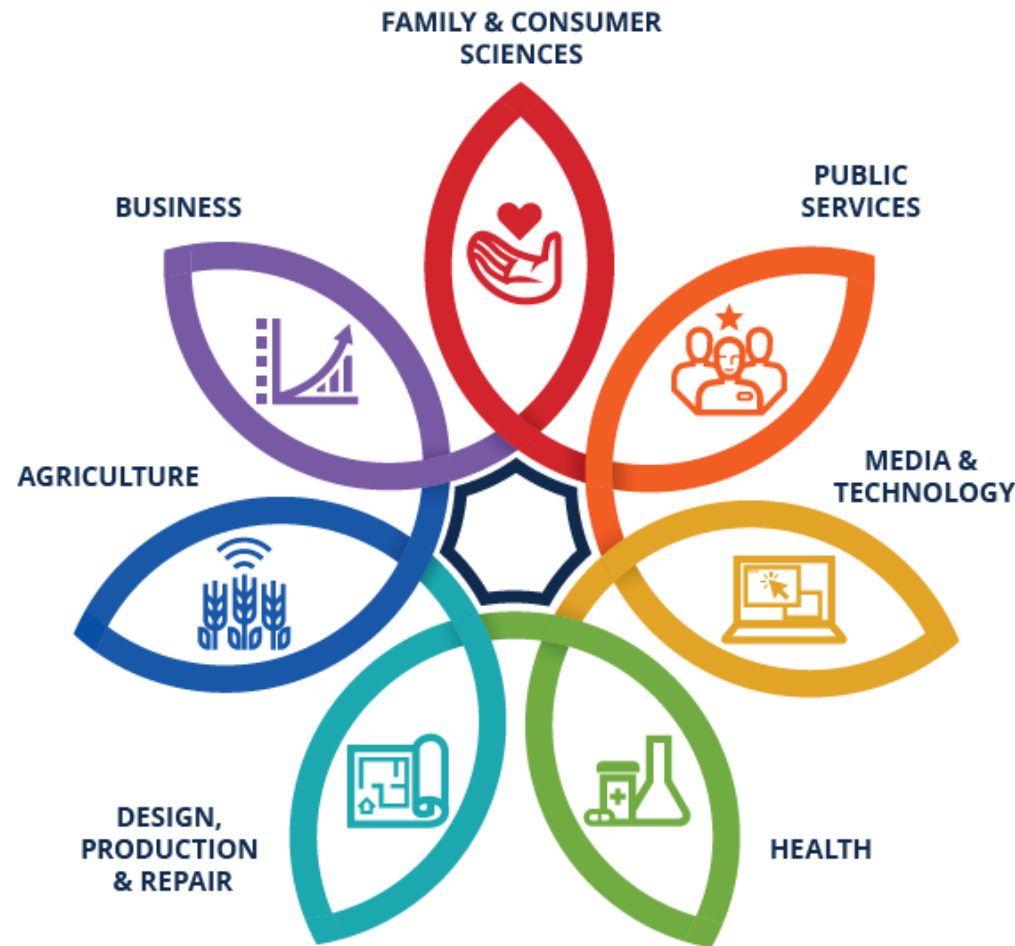 FAMILY & CONSUMER
SCIENCES
PUBLIC
SERVICES
BUSINESS
MEDIA &
TECHNOLOGY
AGRICULTURE
DESIGN,
PRODUCTION
& REPAIR
HEALTH